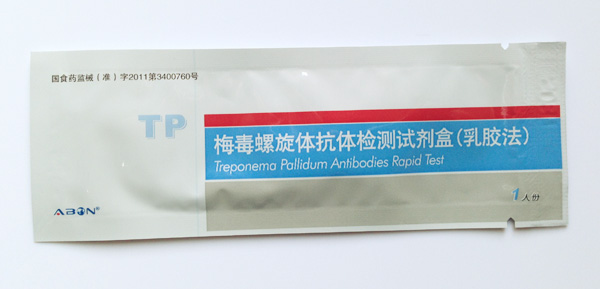 国食药监械（准）字2011第3400760号
TP
梅毒螺旋体抗体检测试剂盒（乳胶法）
Treponema Pallidum Antibodies Rapid Test
ABON®
1人份